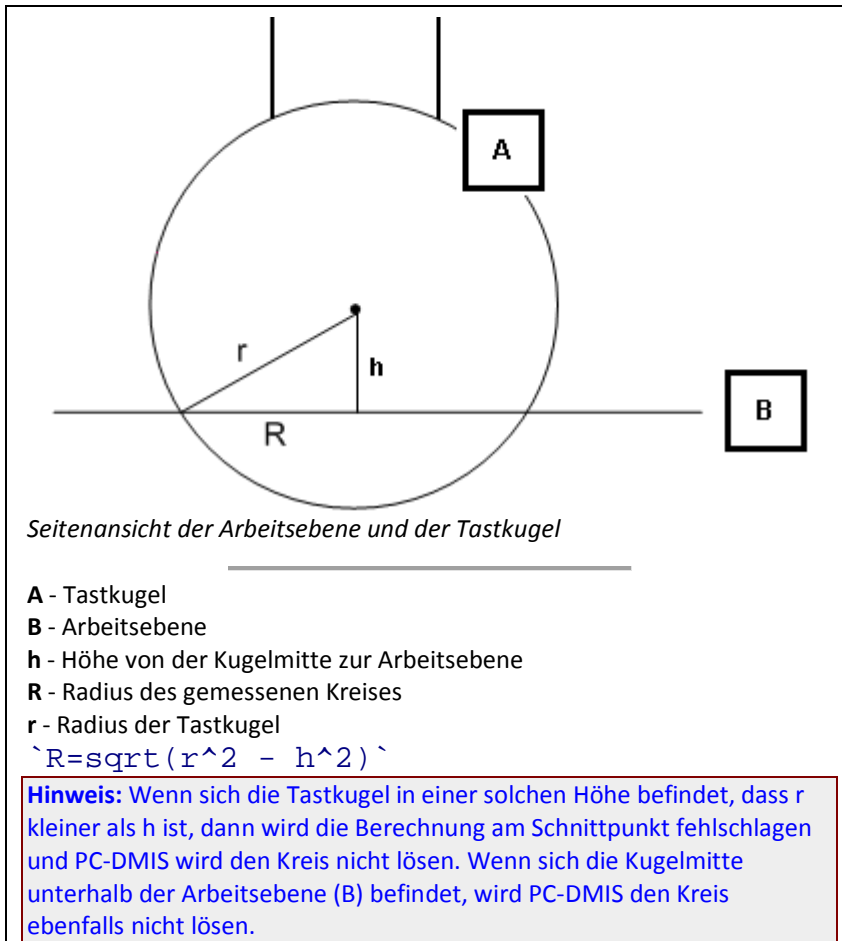 A
r
h
B
R
Seitenansicht der Arbeitsebene und der Tastkugel
A - Tastkugel
B - Arbeitsebene
h - Höhe von der Kugelmitte zur Arbeitsebene
R - Radius des gemessenen Kreises
r - Radius der Tastkugel
`R=sqrt(r^2 - h^2)`
Hinweis: Wenn sich die Tastkugel in einer solchen Höhe befindet, dass r
kleiner als h ist, dann wird die Berechnung am Schnittpunkt fehlschlagen
und PC-DMIS wird den Kreis nicht lösen. Wenn sich die Kugelmitte
unterhalb der Arbeitsebene (B) befindet, wird PC-DMIS den Kreis
ebenfalls nicht lösen.